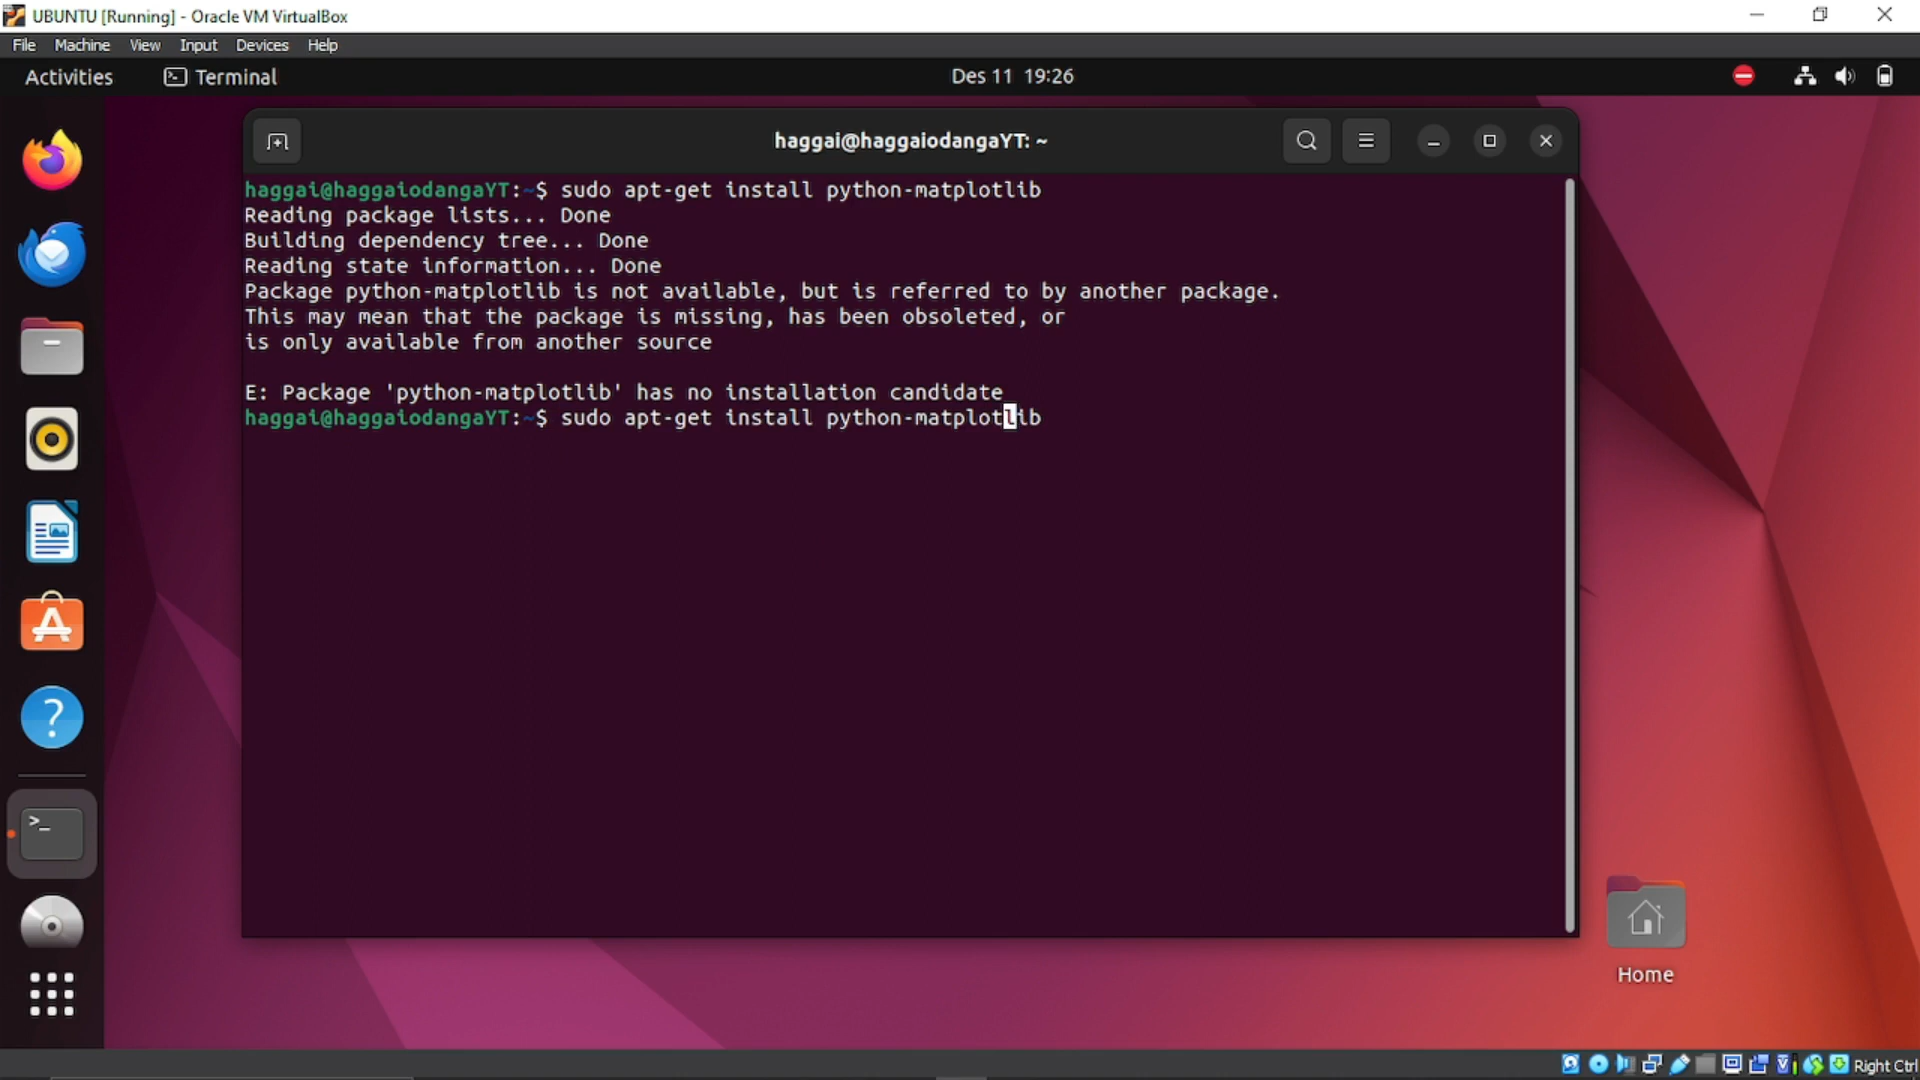 UBUNTU [Running] - Oracle VM VirtualBox
File Machine View Input Devices Help
Activities Terminal Des 11 19:26
haggai@haggaiodangaYT: ~
haggai@haggaiodangaYT:~$ sudo apt-get install python-matplotlib
Reading package lists... Done
Building dependency tree... Done
Reading state information... Done
Package python-matplotlib is not available, but is referred to by another package.
This may mean that the package is missing, has been obsoleted, or
is only available from another source
E: Package 'python-matplotlib' has no installation candidate
haggai@haggaiodangaYT:~$ sudo apt-get install python-matplotlib
Home
Right Ctrl